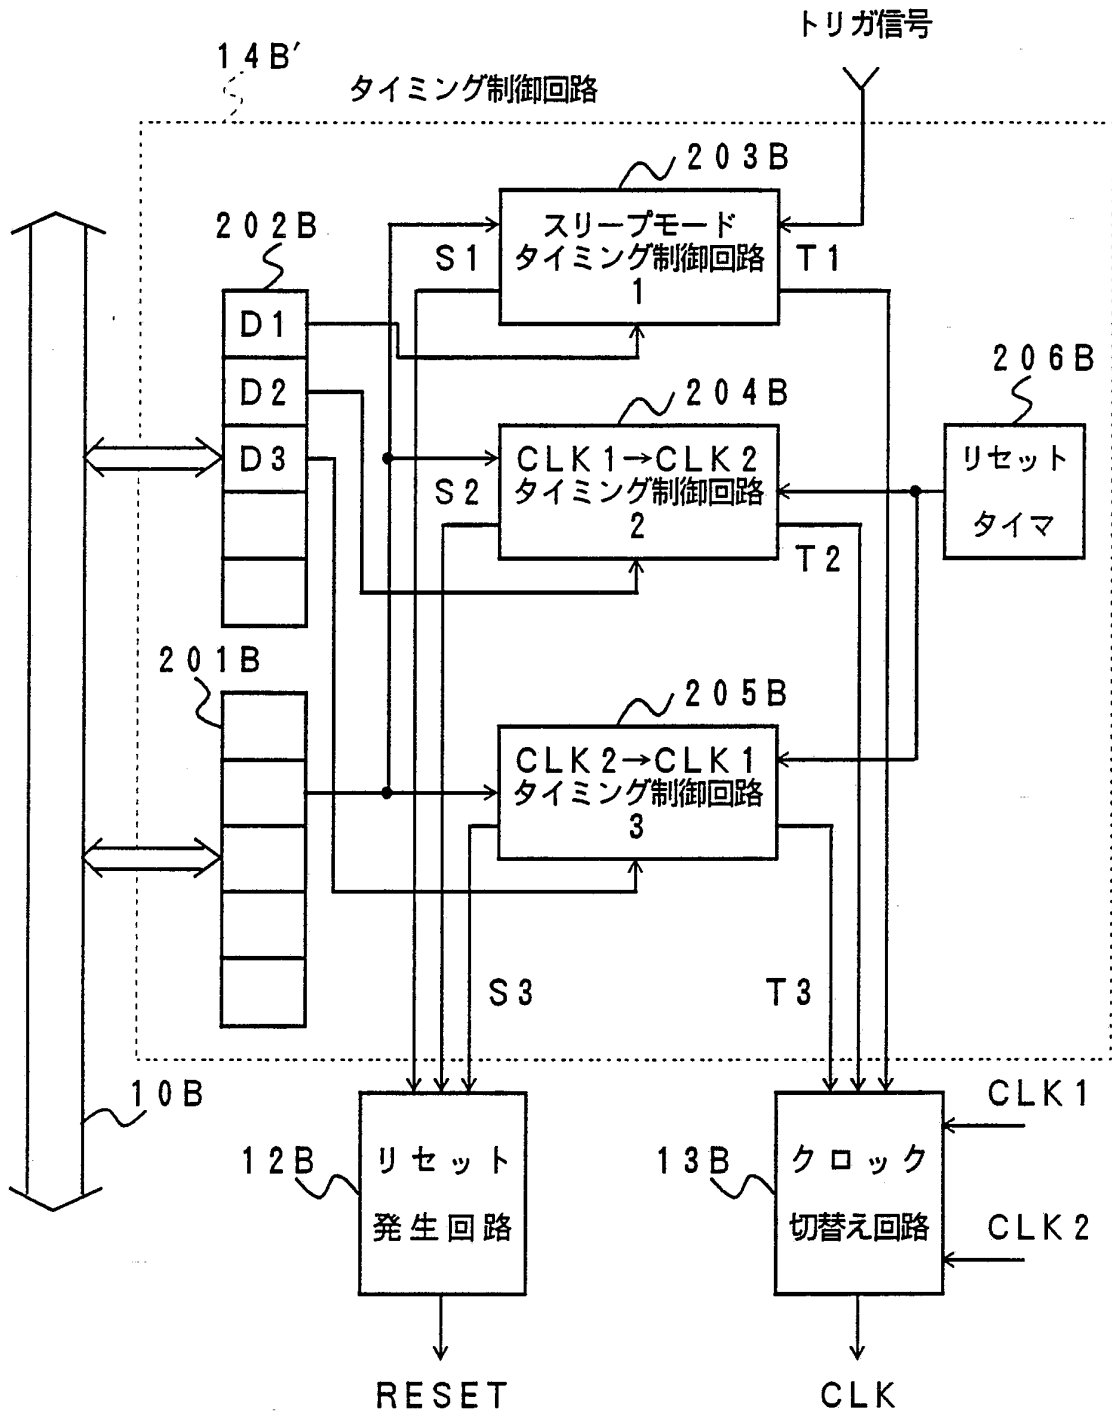 トリガ信号
14B′
タイミング制御回路
203B
202B
スリープモード
タイミング制御回路
1
S1
T1
D1
206B
D2
204B
D3
CLK1→CLK2
タイミング制御回路
2
リセット
タイマ
S2
T2
201B
205B
CLK2→CLK1
タイミング制御回路
3
S3
T3
10B
CLK1
12B
リセット
発生回路
13B
クロック
切替え回路
CLK2
RESET
CLK